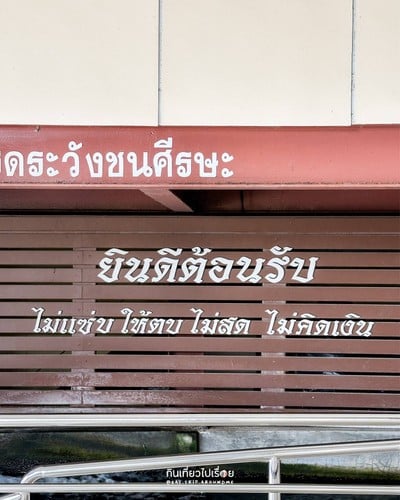 ดระวังชนศีรษะ
ยินดีต้อนรับ
ไม่แซ่บ ให้ตบ ไม่สด ไม่คิดเงิน
กินเที่ยวไปเรื่อย